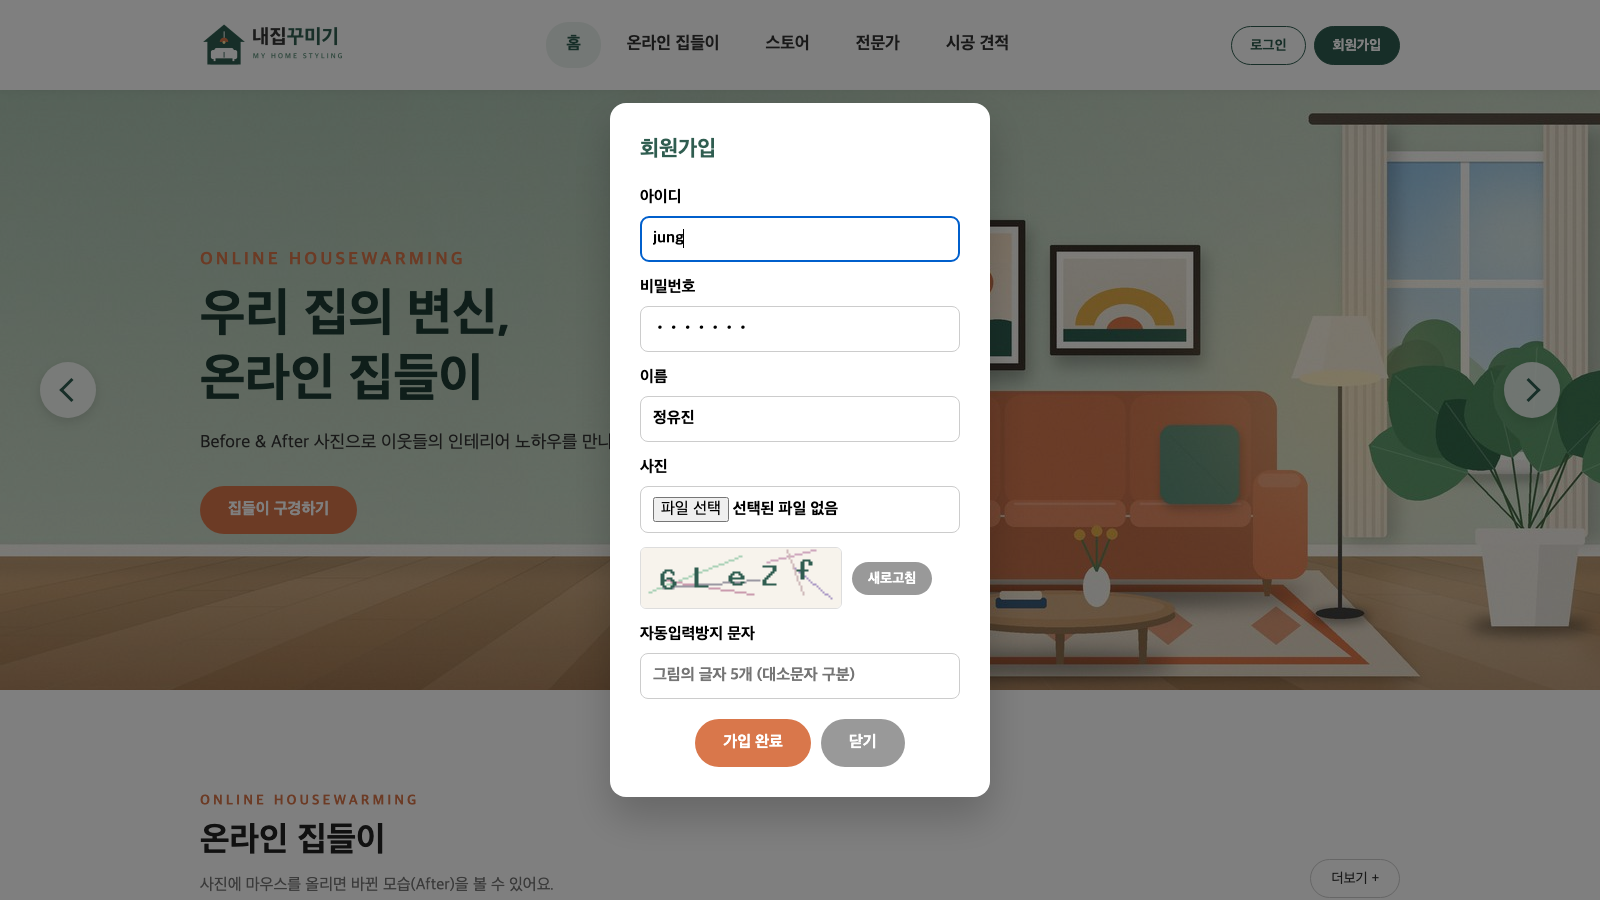 내집꾸미기
MY HOME STYLING
홈
온라인 집들이
스토어
전문가
시공 견적
로그인
회원가입
ONLINE HOUSEWARMING
우리 집의 변신,
온라인 집들이
Before & After 사진으로 이웃들의 인테리어 노하우를 만나
집들이 구경하기
회원가입
아이디
jung
비밀번호
•••••••
이름
정유진
사진
파일 선택 선택된 파일 없음
6LeZf
새로고침
자동입력방지 문자
그림의 글자 5개 (대소문자 구분)
가입 완료
닫기
ONLINE HOUSEWARMING
온라인 집들이
사진에 마우스를 올리면 바뀐 모습(After)을 볼 수 있어요.
더보기 +